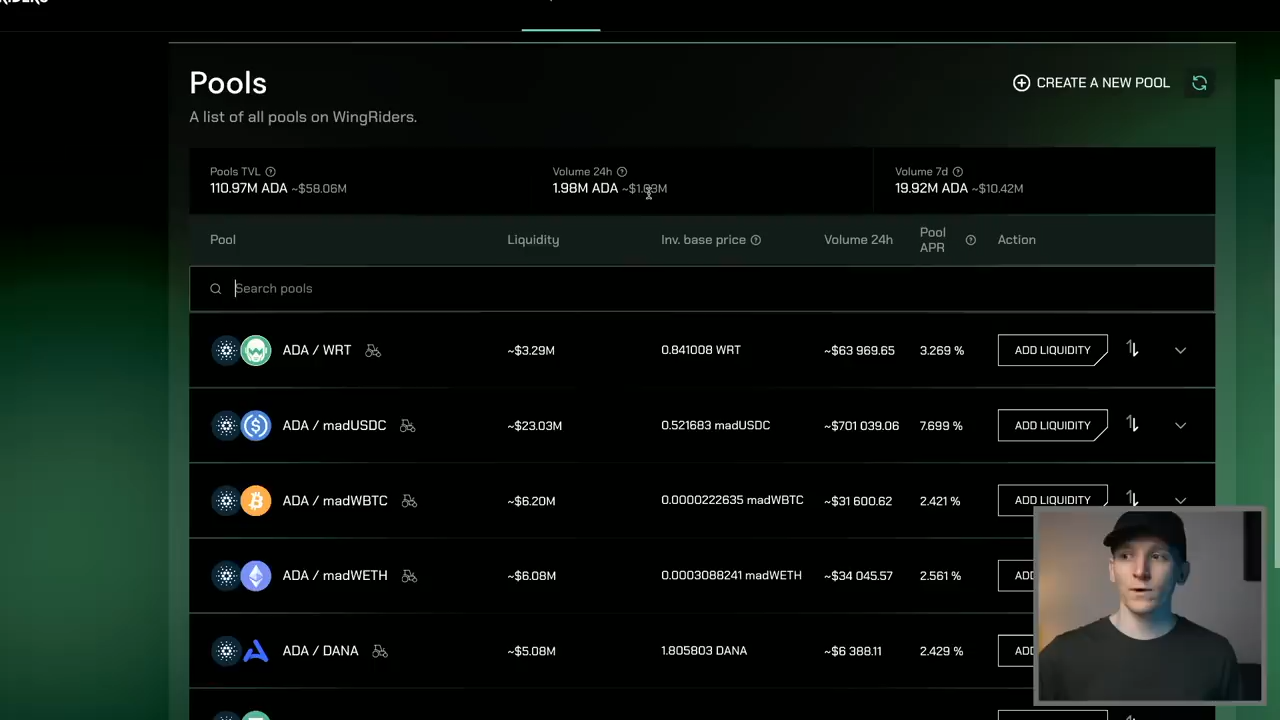 Pools
CREATE A NEW POOL
A list of all pools on WingRiders.
Pools TVL
110.97M ADA ~$58.06M
Volume 24h
1.98M ADA ~$1.03M
Volume 7d
19.92M ADA ~$10.42M
Pool Liquidity Inv. base price Volume 24h Pool APR Action
Search pools
ADA / WRT ~$3.29M 0.841008 WRT ~$63 969.65 3.269 % ADD LIQUIDITY
ADA / madUSDC ~$23.03M 0.521683 madUSDC ~$701 039.06 7.699 % ADD LIQUIDITY
ADA / madWBTC ~$6.20M 0.0000222635 madWBTC ~$31 600.62 2.421 % ADD LIQUIDITY
ADA / madWETH ~$6.08M 0.0003088241 madWETH ~$34 045.57 2.561 %
ADA / DANA ~$5.08M 1.805803 DANA ~$6 388.11 2.429 %